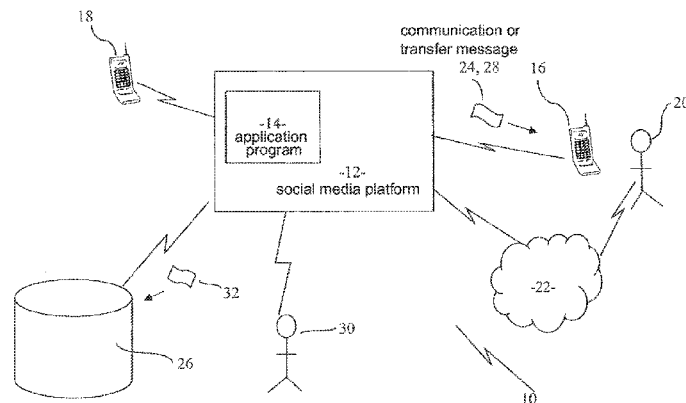 18
communication or
transfer message
24, 28
16
20
-14-
application
program
-12-
social media platform
-22-
32
30
26
10